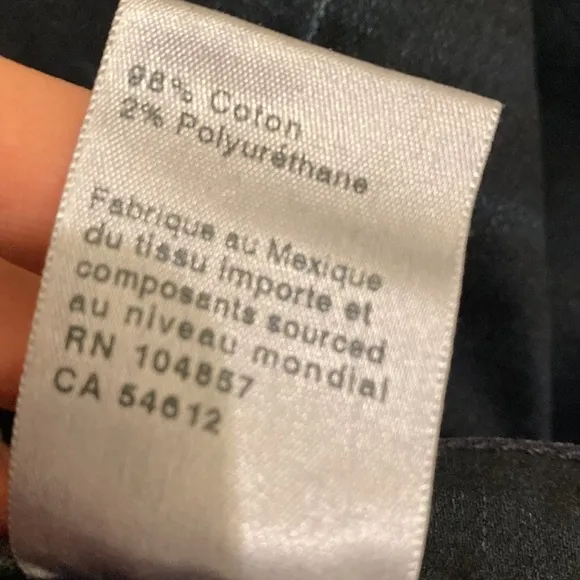 98% Coton
2% Polyuréthane
Fabrique au Mexique
du tissu importe et
composants sourced
au niveau mondial
RN 104857
CA 54612